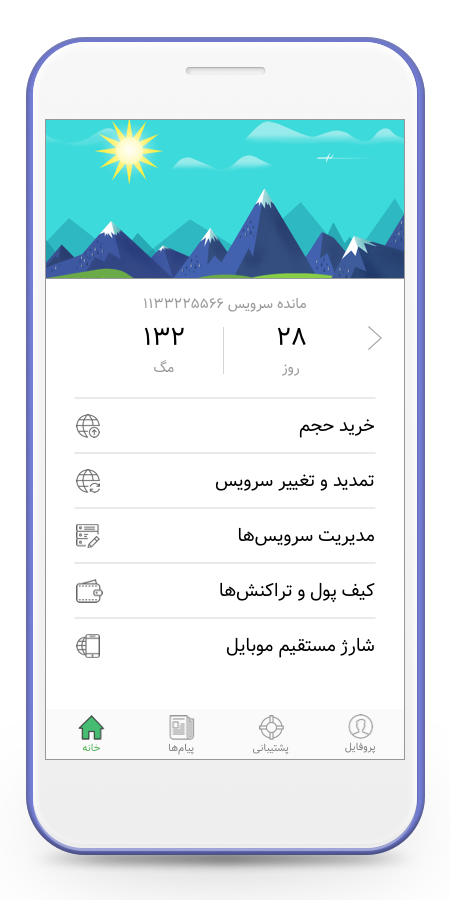 مانده سرویس ۱۱۳۳۲۲۵۵۶۶
۲۸
روز
۱۳۲
مگ
خرید حجم
تمدید و تغییر سرویس
مدیریت سرویس‌ها
کیف پول و تراکنش‌ها
شارژ مستقیم موبایل
پروفایل
پشتیبانی
پیام‌ها
خانه